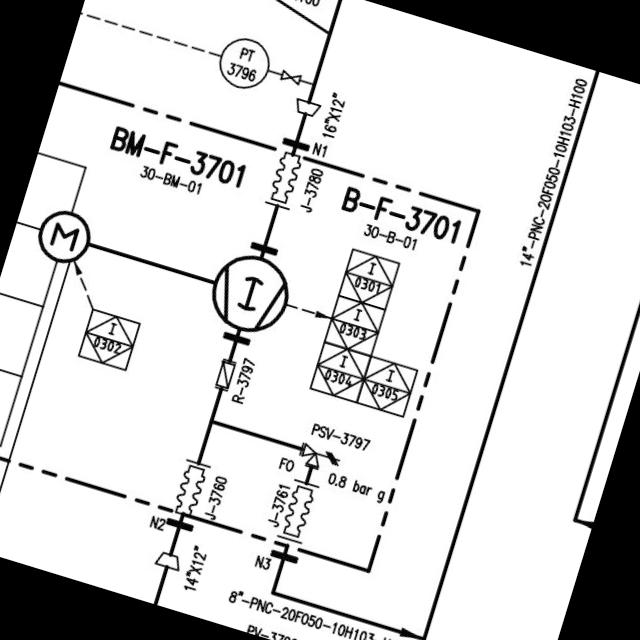 PT
3796
16"X12"
N1
BM-F-3701
30-BM-01
J-3780
B-F-3701
30-B-01
14"-PNC-20F050-10H103-H100
M
I
0301
I
I
0303
I
0302
I
0304
I
0305
R-3797
PSV-3797
FO
0.8 bar g
J-3760
J-3761
N2
N3
14"X12"
8"-PNC-20F050-10H103-